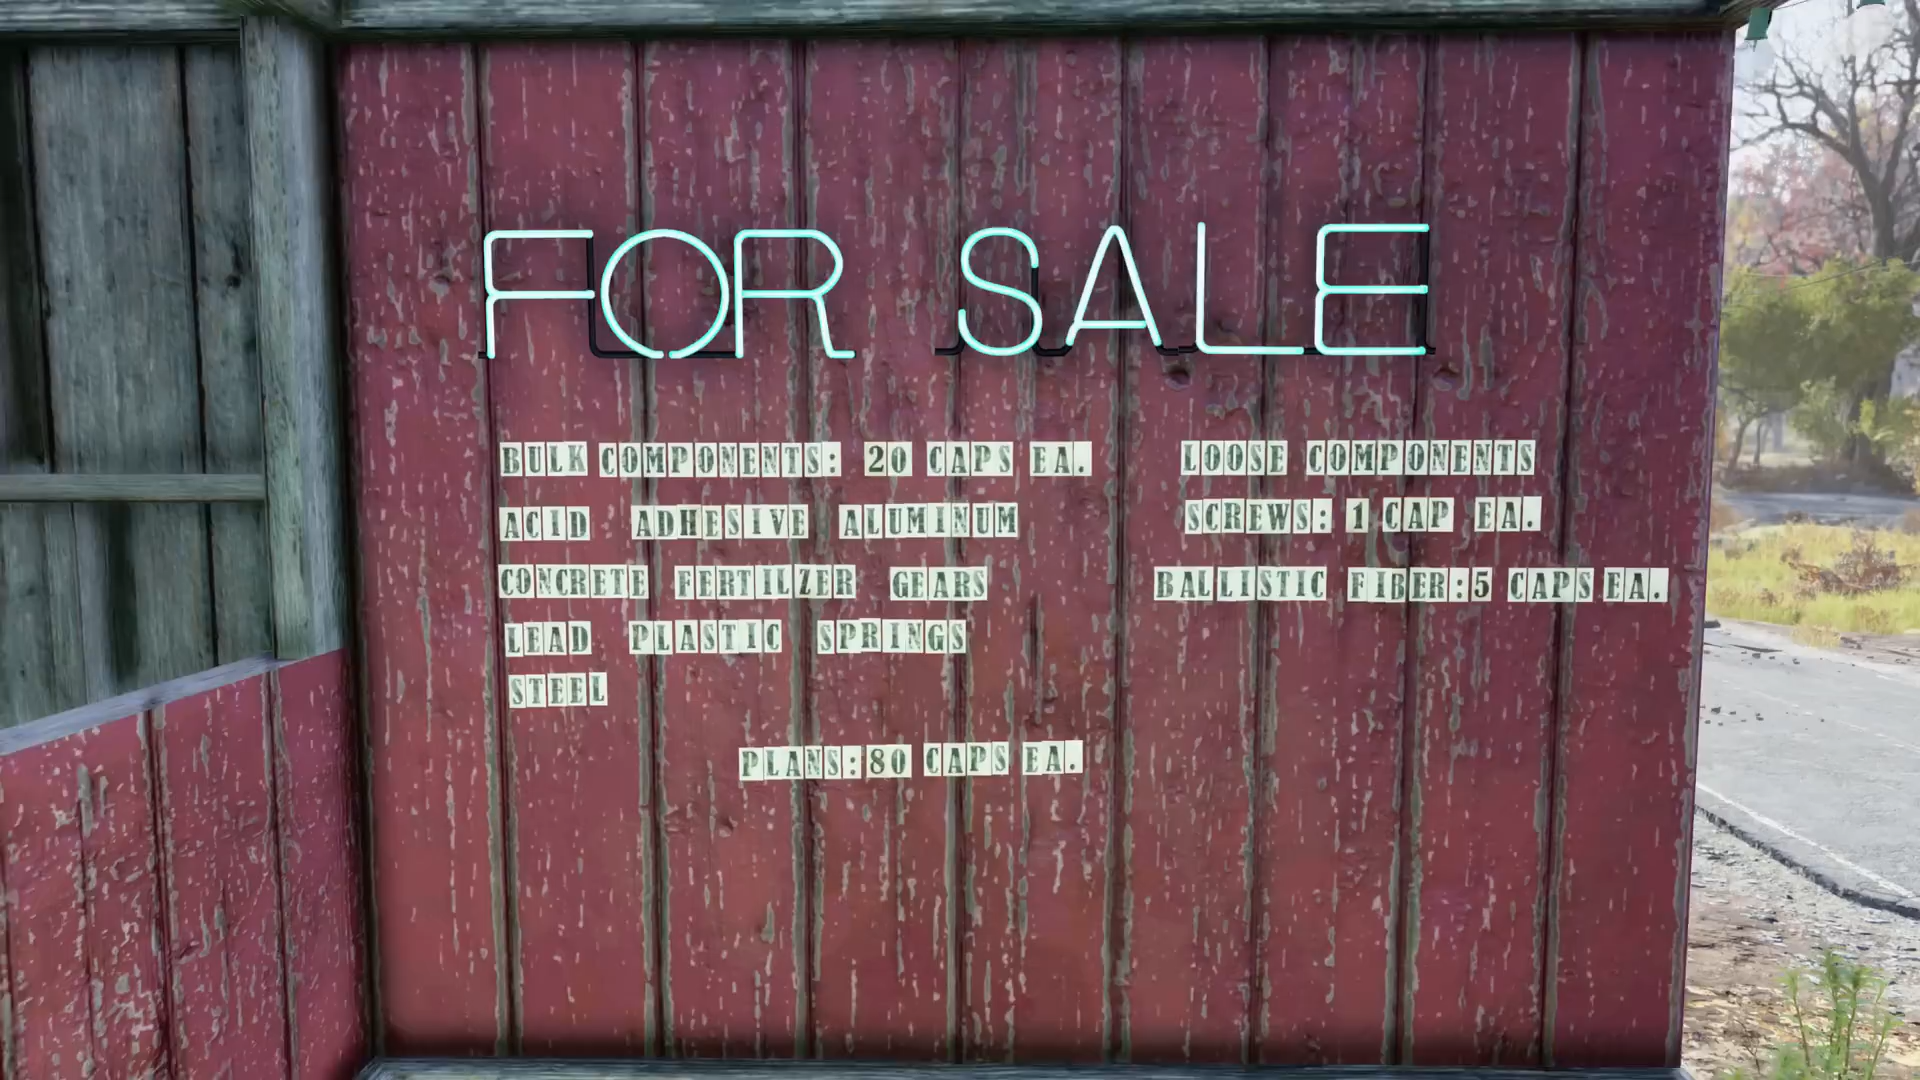 FOR SALE
BULK COMPONENTS: 20 CAPS EA.
ACID ADHESIVE ALUMINUM
CONCRETE FERTILZER GEARS
LEAD PLASTIC SPRINGS
STEEL
LOOSE COMPONENTS
SCREWS: 1 CAP EA.
BALLISTIC FIBER:5 CAPS EA.
PLANS:80 CAPS EA.